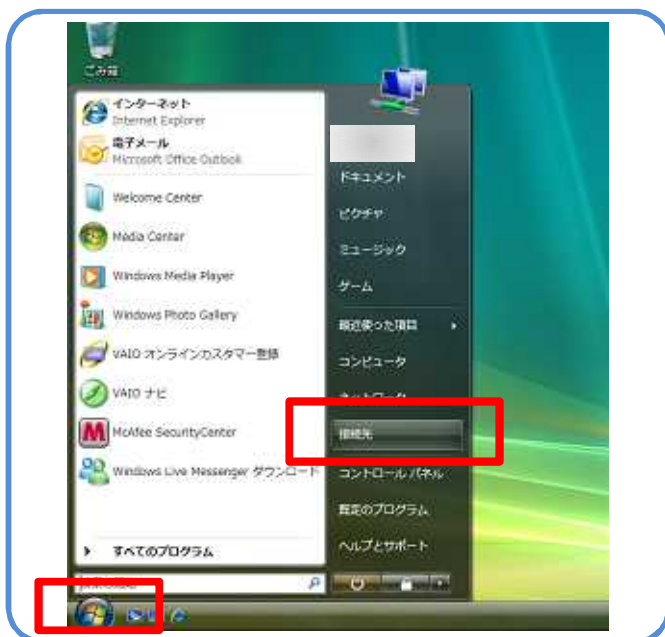 ごみ箱
インターネット
Internet Explorer
電子メール
Microsoft Office Outlook
Welcome Center
Media Center
Windows Media Player
Windows Photo Gallery
VAIO オンラインカスタマー登録
VAIO ナビ
McAfee SecurityCenter
Windows Live Messenger ダウンロード
すべてのプログラム
ドキュメント
ピクチャ
ミュージック
ゲーム
最近使った項目
コンピュータ
ネットワーク
接続先
コントロール パネル
既定のプログラム
ヘルプとサポート